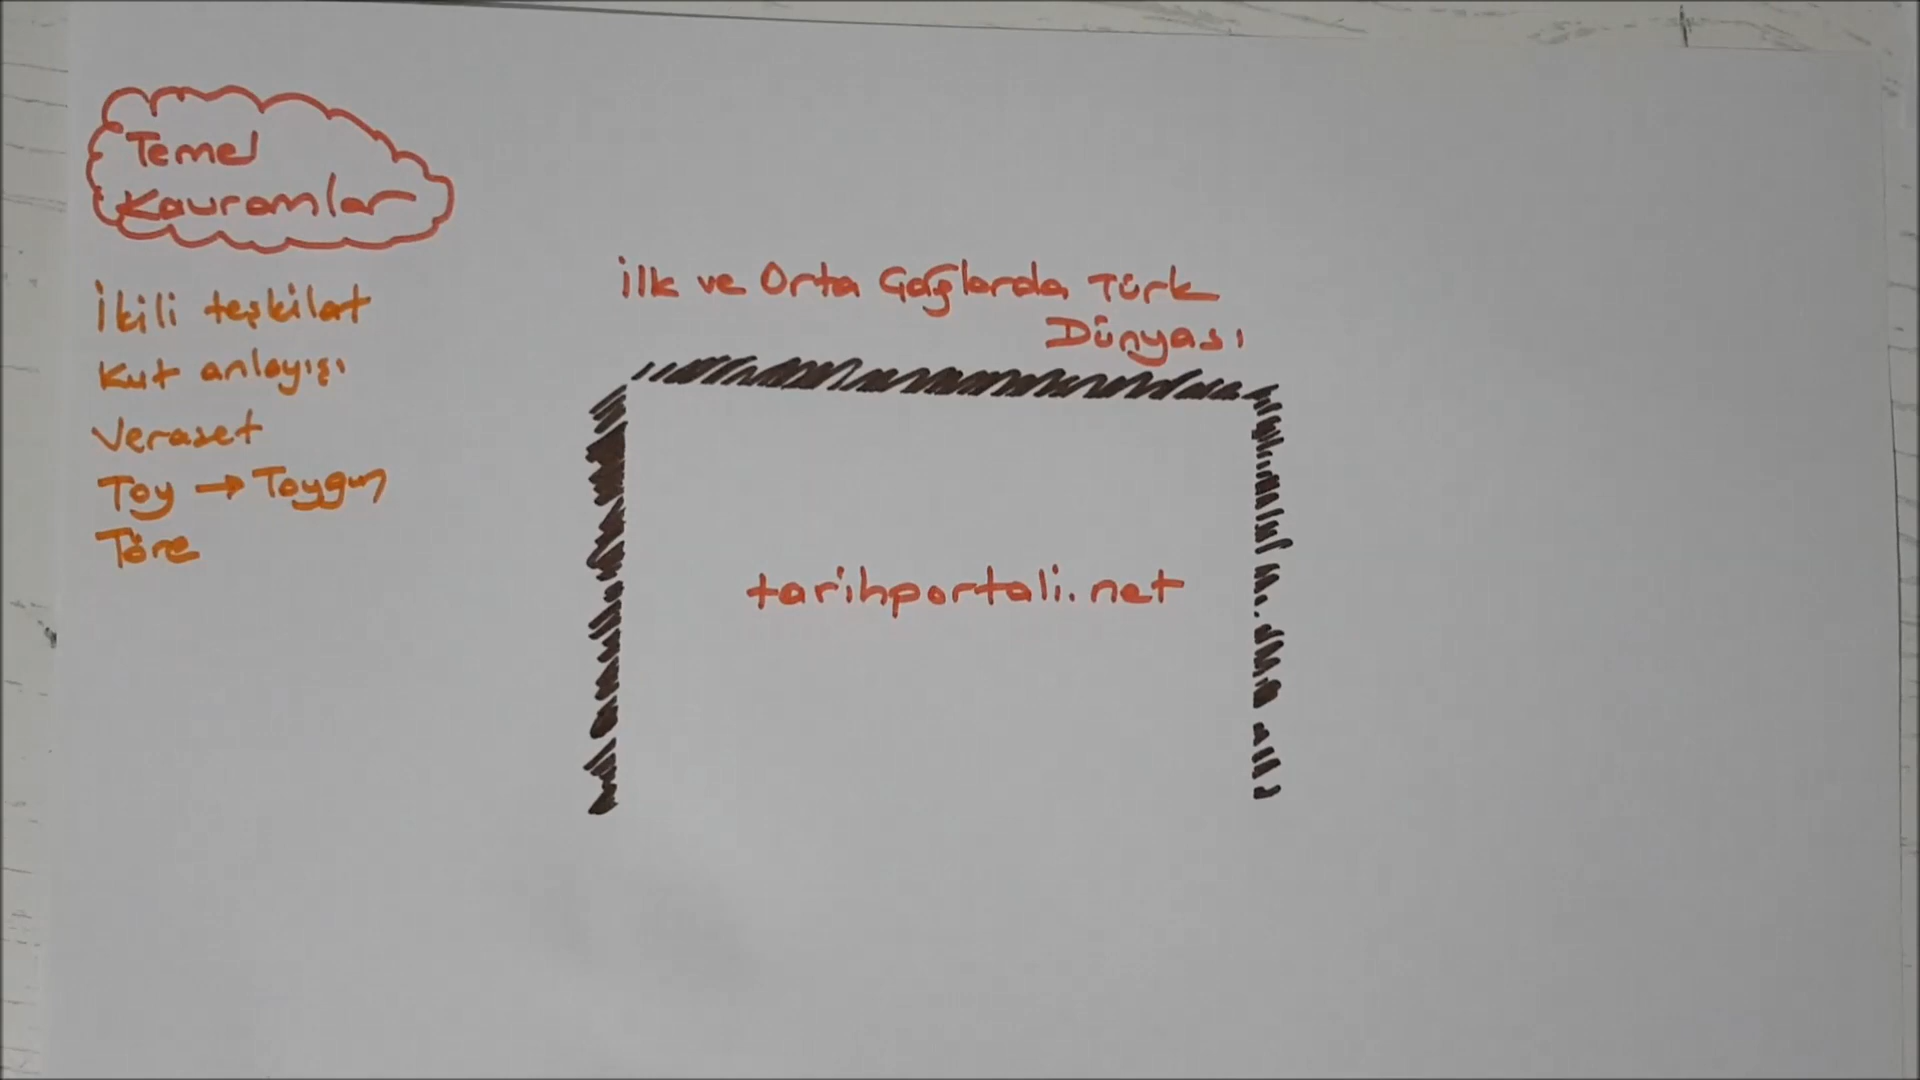 Temel
Kavramlar
İkili teşkilat
Kut anlayışı
Veraset
Toy → Toygun
Töre
İlk ve Orta Çağlarda Türk
Dünyası
tarihportali.net